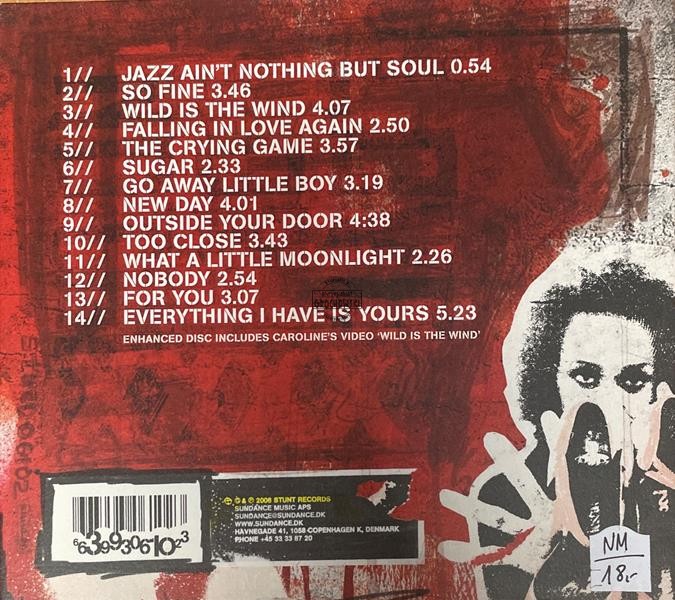 1// JAZZ AIN'T NOTHING BUT SOUL 0.54
2// SO FINE 3.46
3// WILD IS THE WIND 4.07
4// FALLING IN LOVE AGAIN 2.50
5// THE CRYING GAME 3.57
6// SUGAR 2.33
7// GO AWAY LITTLE BOY 3.19
8// NEW DAY 4.01
9// OUTSIDE YOUR DOOR 4:38
10// TOO CLOSE 3.43
11// WHAT A LITTLE MOONLIGHT 2.26
12// NOBODY 2.54
13// FOR YOU 3.07
14// EVERYTHING I HAVE IS YOURS 5.23
ENHANCED DISC INCLUDES CAROLINE'S VIDEO 'WILD IS THE WIND'
© & ℗ 2006 STUNT RECORDS
SUNDANCE MUSIC APS
SUNDANCE@SUNDANCE.DK
WWW.SUNDANCE.DK
HAVNEGADE 41, 1058 COPENHAGEN K, DENMARK
PHONE +45 33 33 87 20
663993061023
NM
18,-